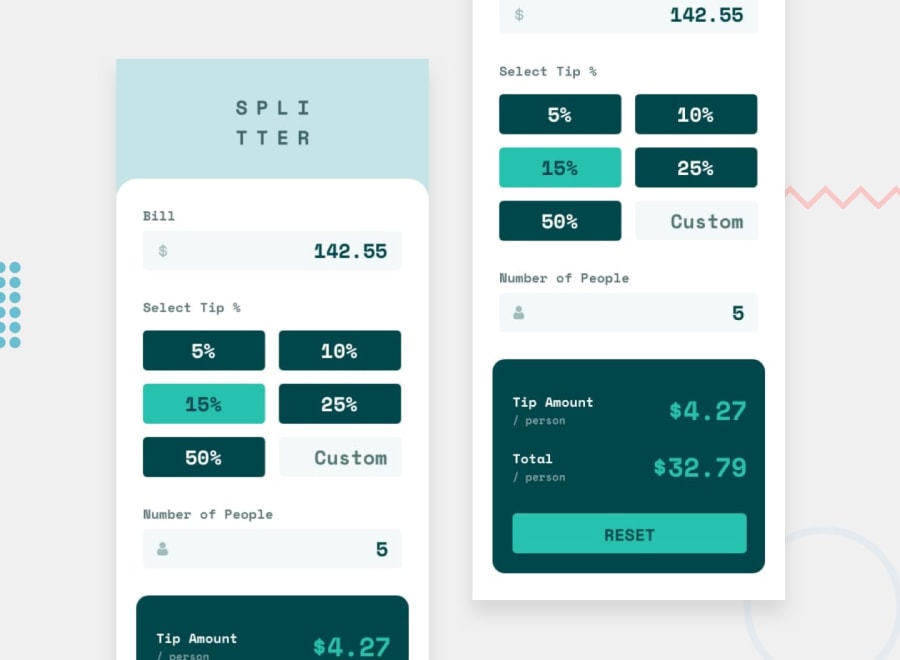 SPLI
TTER
Bill
$ 142.55
Select Tip %
5% 10%
15% 25%
50% Custom
Number of People
5
Tip Amount $4.27
/ person
$ 142.55
Select Tip %
5% 10%
15% 25%
50% Custom
Number of People
5
Tip Amount $4.27
/ person
Total $32.79
/ person
RESET